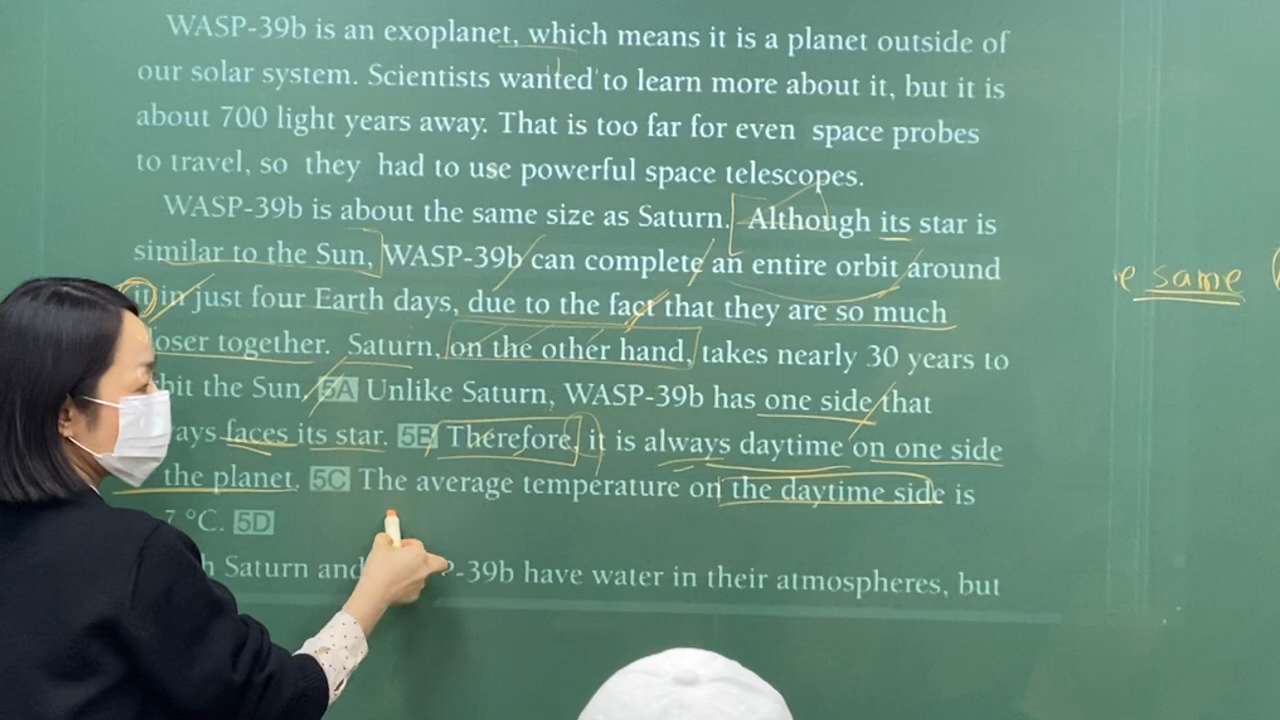 WASP-39b is an exoplanet, which means it is a planet outside of
our solar system. Scientists wanted to learn more about it, but it is
about 700 light years away. That is too far for even space probes
to travel, so they had to use powerful space telescopes.
WASP-39b is about the same size as Saturn. Although its star is
similar to the Sun, WASP-39b can complete an entire orbit around
it in just four Earth days, due to the fact that they are so much
oser together. Saturn, on the other hand, takes nearly 30 years to
bit the Sun. 5A Unlike Saturn, WASP-39b has one side that
ays faces its star. 5B Therefore, it is always daytime on one side
the planet. 5C The average temperature on the daytime side is
7 °C. 5D
h Saturn and P-39b have water in their atmospheres, but
e same